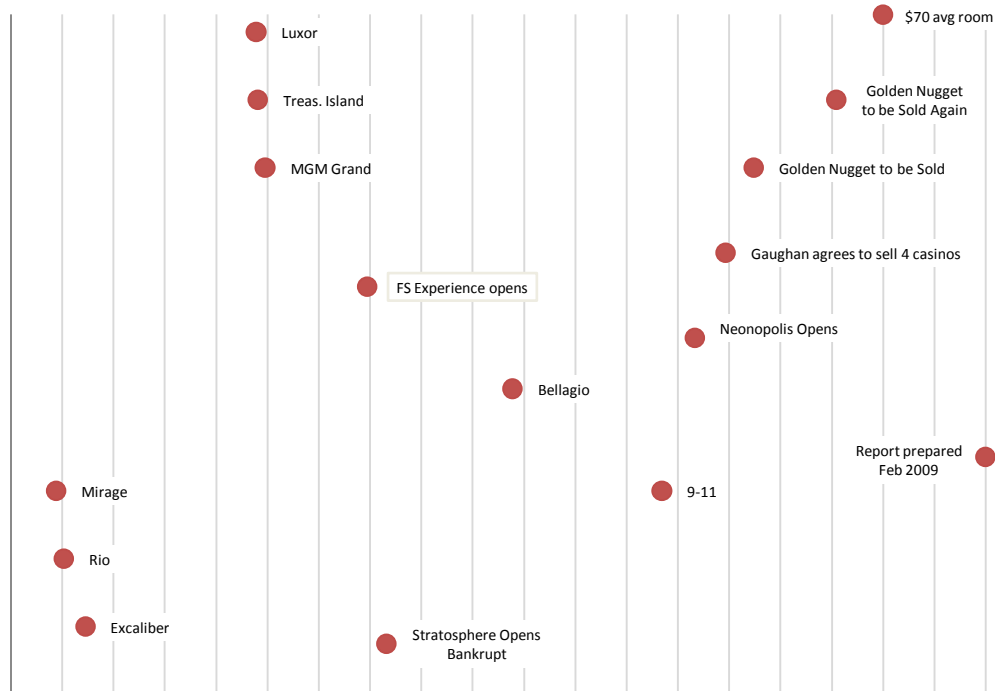 $70 avg room
Luxor
Golden Nugget
to be Sold Again
Treas. Island
MGM Grand
Golden Nugget to be Sold
Gaughan agrees to sell 4 casinos
FS Experience opens
Neonopolis Opens
Bellagio
Report prepared
Feb 2009
Mirage
9-11
Rio
Excaliber
Stratosphere Opens
Bankrupt